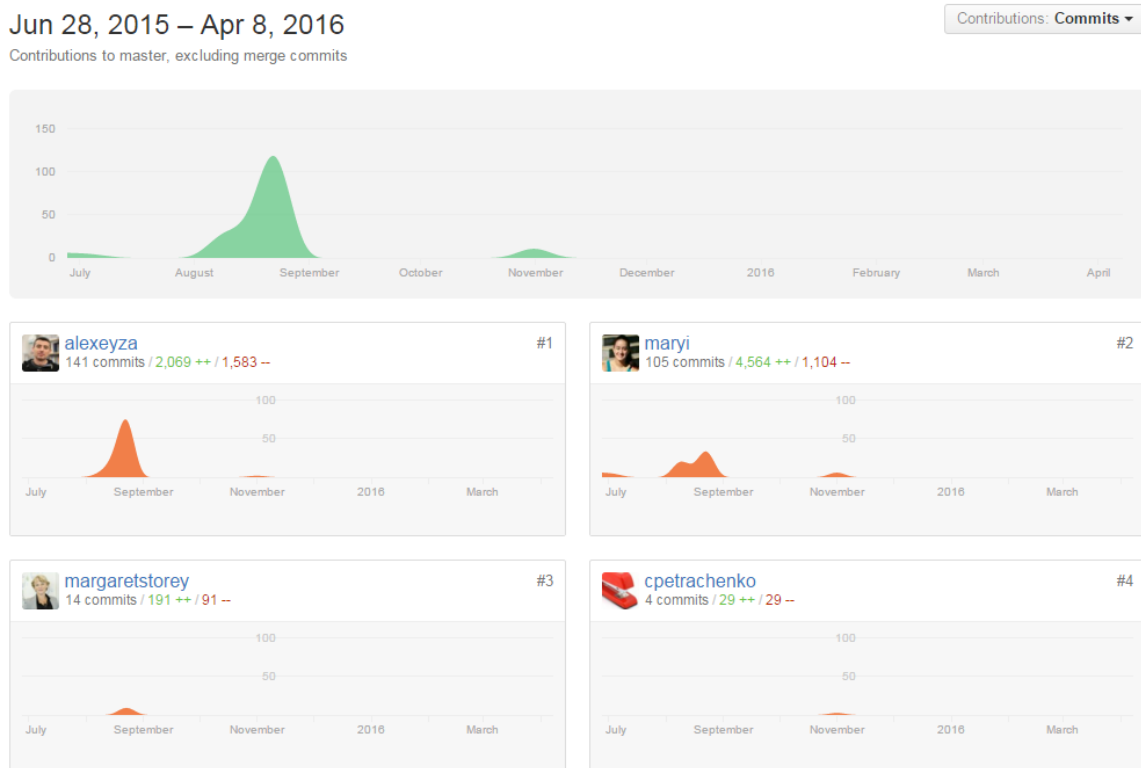 Jun 28, 2015 – Apr 8, 2016
Contributions: Commits
Contributions to master, excluding merge commits
150
100
50
0
July August September October November December 2016 February March April
alexeyza #1
141 commits / 2,069 ++ / 1,583 --
100
50
July September November 2016 March
maryi #2
105 commits / 4,564 ++ / 1,104 --
100
50
July September November 2016 March
margaretstorey #3
14 commits / 191 ++ / 91 --
100
50
July September November 2016 March
cpetrachenko #4
4 commits / 29 ++ / 29 --
100
50
July September November 2016 March